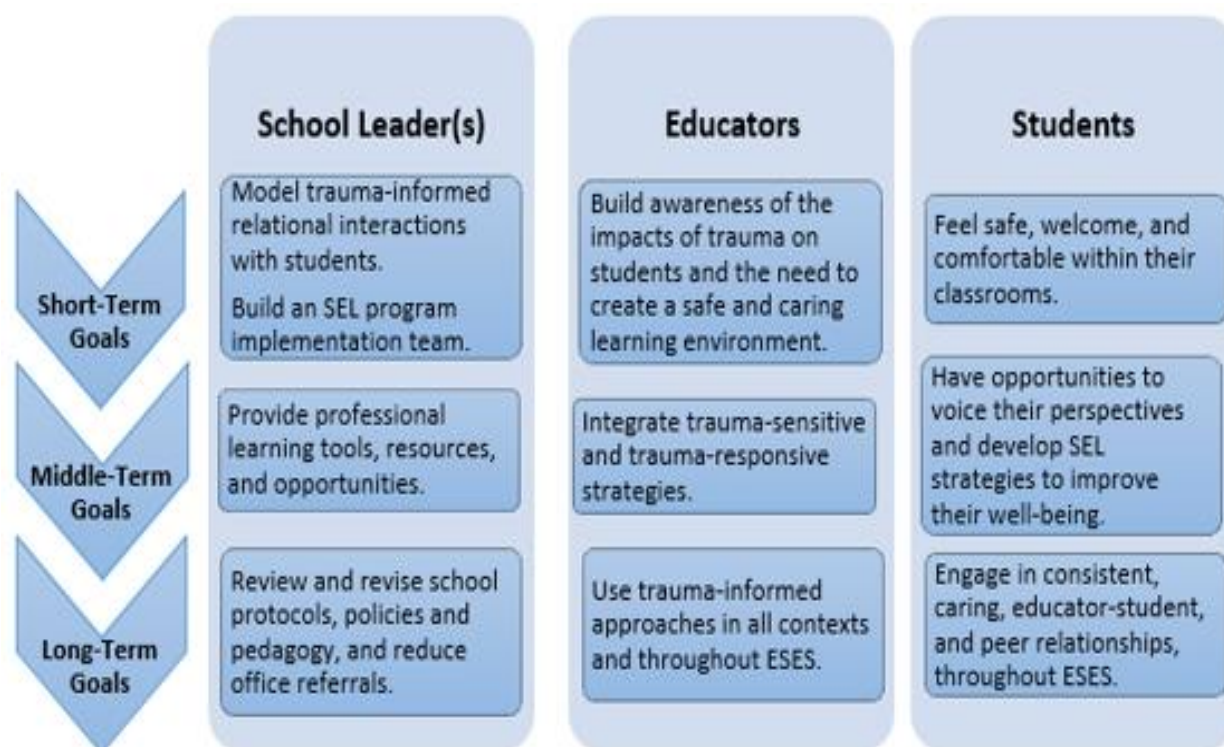 School Leader(s)
Educators
Students
Short-Term
Goals
Model trauma-informed
relational interactions
with students.
Build an SEL program
implementation team.
Build awareness of the
impacts of trauma on
students and the need to
create a safe and caring
learning environment.
Feel safe, welcome, and
comfortable within their
classrooms.
Middle-Term
Goals
Provide professional
learning tools, resources,
and opportunities.
Integrate trauma-sensitive
and trauma-responsive
strategies.
Have opportunities to
voice their perspectives
and develop SEL
strategies to improve
their well-being.
Long-Term
Goals
Review and revise school
protocols, policies and
pedagogy, and reduce
office referrals.
Use trauma-informed
approaches in all contexts
and throughout ESES.
Engage in consistent,
caring, educator-student,
and peer relationships,
throughout ESES.